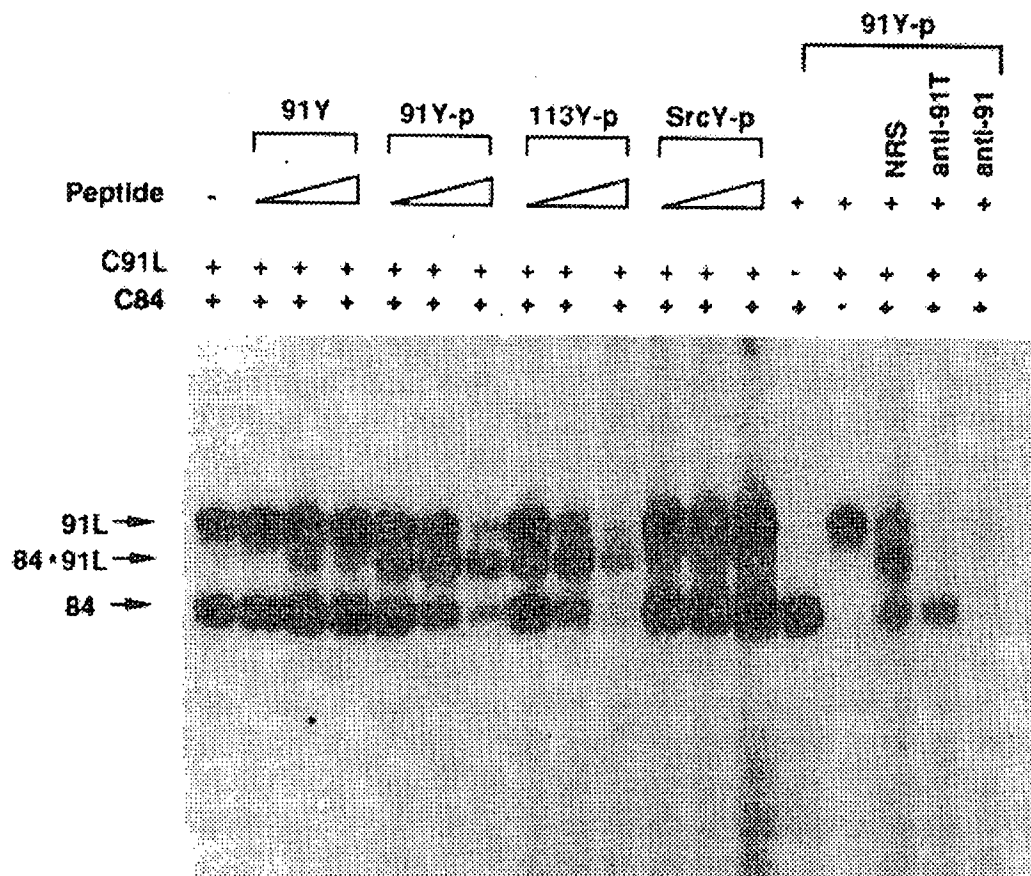 91Y-p
91Y 91Y-p 113Y-p SrcY-p NRS anti-91T anti-91
Peptide - + + + + +
C91L + + + + + + + + + + + + + - + + + +
C84 + + + + + + + + + + + + + + - + + +
91L
84•91L
84